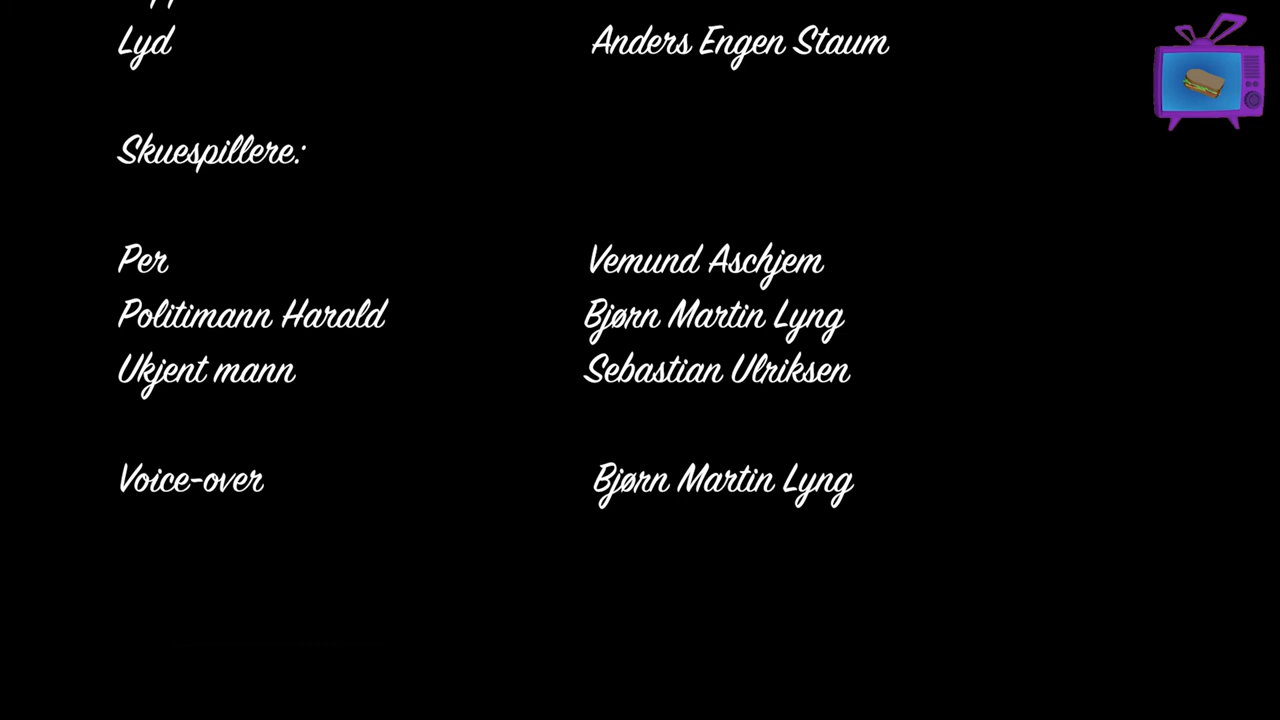 Lyd Anders Engen Staum
Skuespillere:
Per Vemund Aschjem
Politimann Harald Bjørn Martin Lyng
Ukjent mann Sebastian Ulriksen
Voice-over Bjørn Martin Lyng